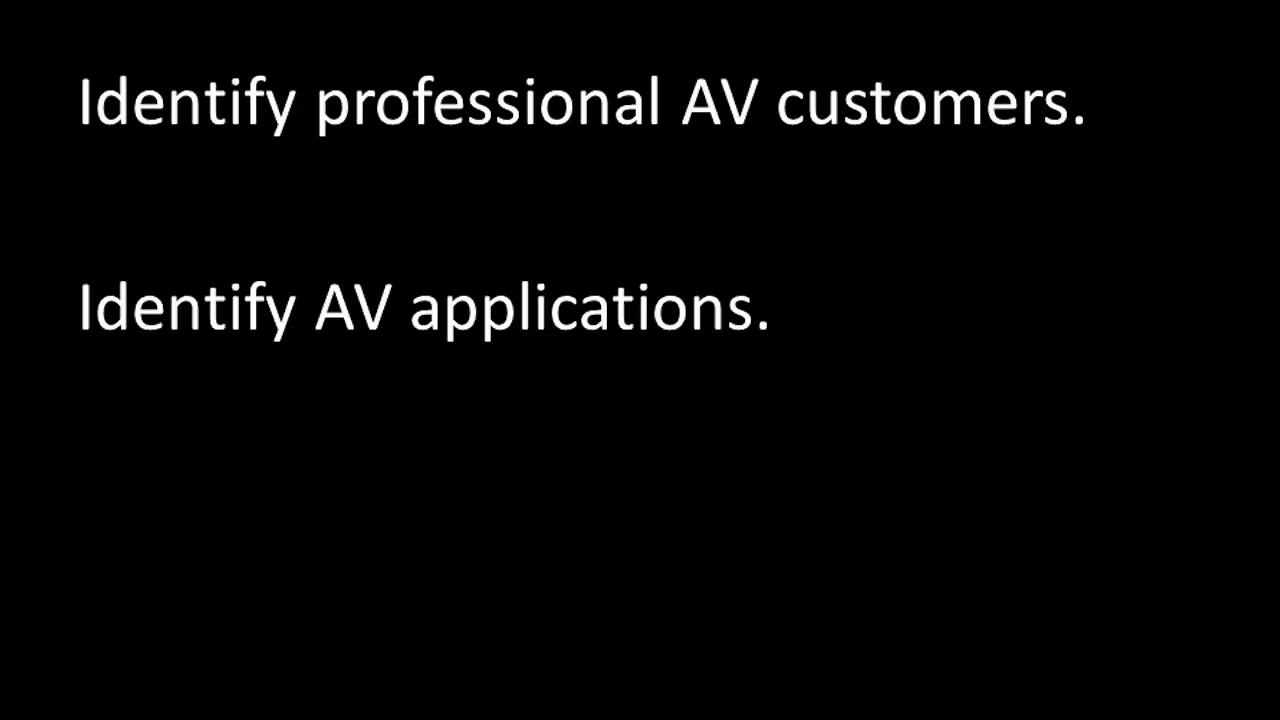 Identify professional AV customers.
Identify AV applications.